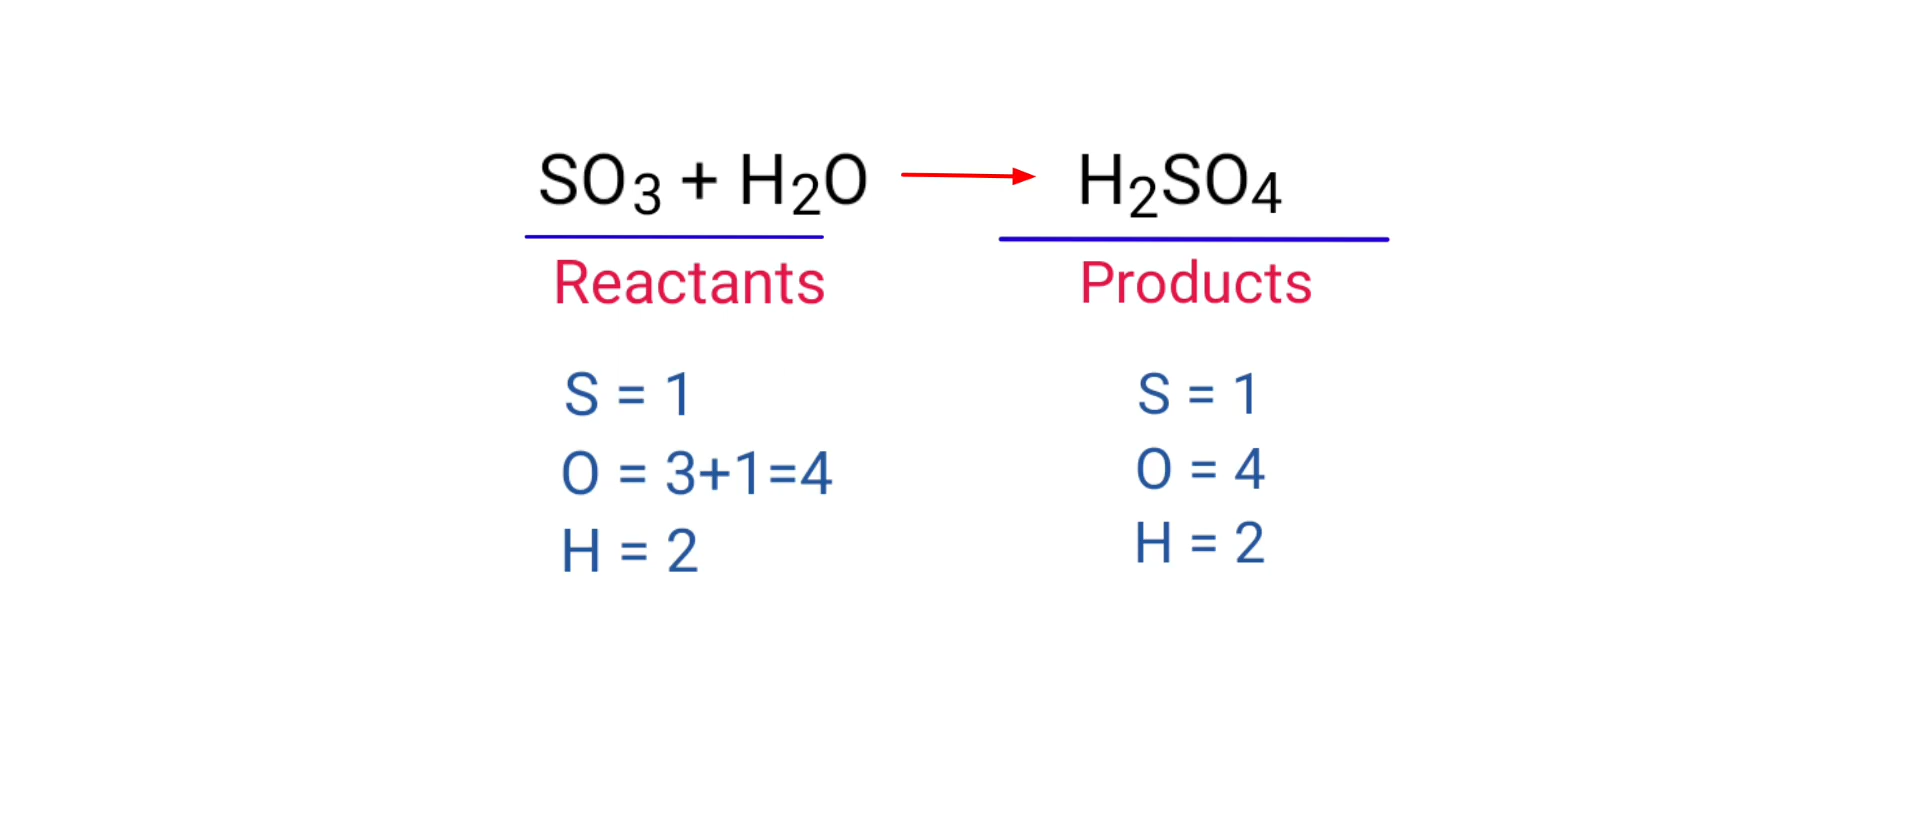 SO3 + H2O → H2SO4
Reactants Products
S = 1 S = 1
O = 3+1=4 O = 4
H = 2 H = 2